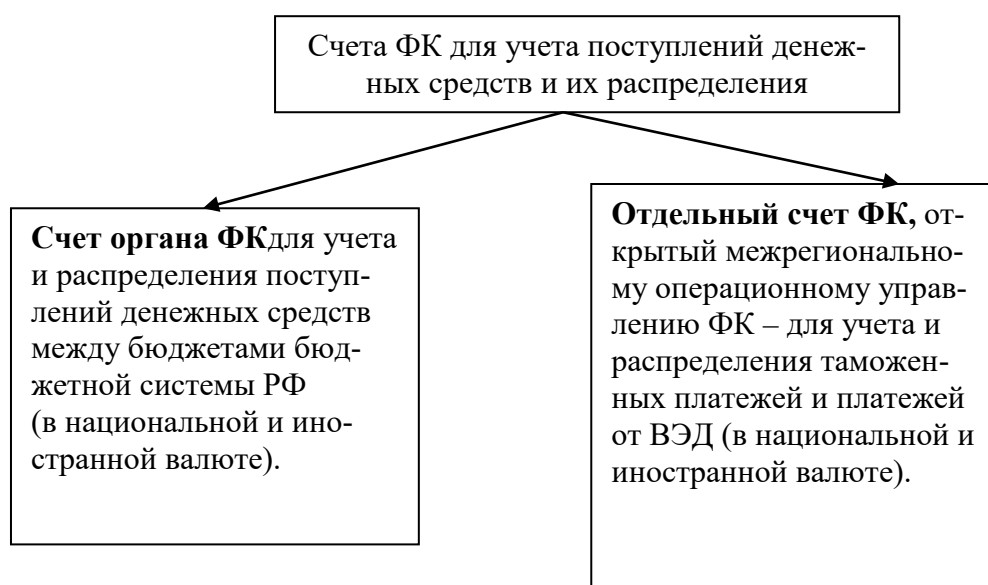 Счета ФК для учета поступлений денеж-
ных средств и их распределения
Счет органа ФКдля учета
и распределения поступ-
лений денежных средств
между бюджетами бюд-
жетной системы РФ
(в национальной и ино-
странной валюте).
Отдельный счет ФК, от-
крытый межрегионально-
му операционному управ-
лению ФК – для учета и
распределения таможен-
ных платежей и платежей
от ВЭД (в национальной и
иностранной валюте).